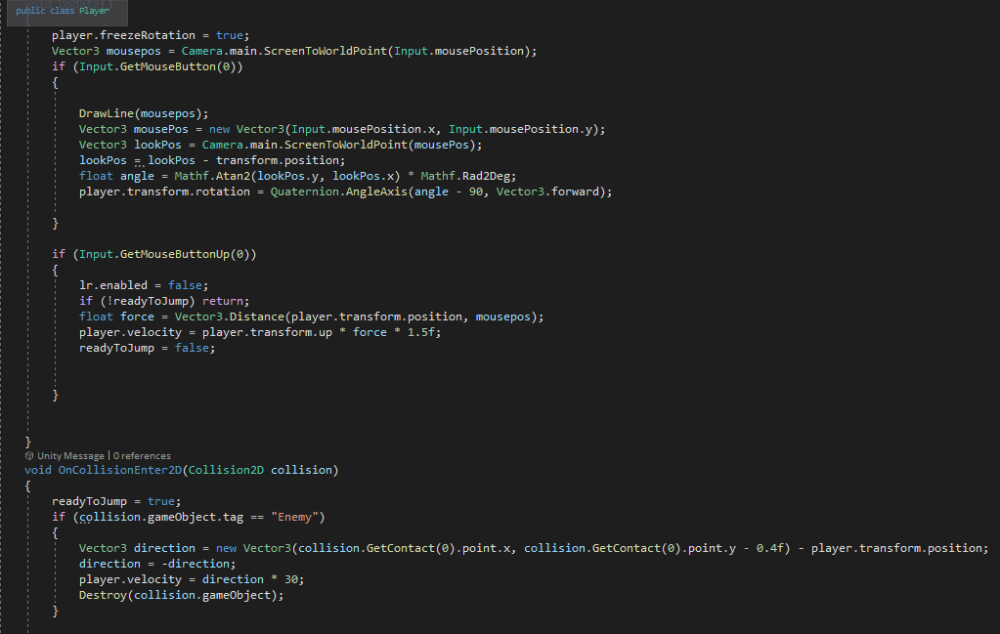 public class Player
void Update()
{
player.freezeRotation = true;
Vector3 mousepos = Camera.main.ScreenToWorldPoint(Input.mousePosition);
if (Input.GetMouseButton(0))
{
DrawLine(mousepos);
Vector3 mousePos = new Vector3(Input.mousePosition.x, Input.mousePosition.y);
Vector3 lookPos = Camera.main.ScreenToWorldPoint(mousePos);
lookPos = lookPos - transform.position;
float angle = Mathf.Atan2(lookPos.y, lookPos.x) * Mathf.Rad2Deg;
player.transform.rotation = Quaternion.AngleAxis(angle - 90, Vector3.forward);
}
if (Input.GetMouseButtonUp(0))
{
lr.enabled = false;
if (!readyToJump) return;
float force = Vector3.Distance(player.transform.position, mousepos);
player.velocity = player.transform.up * force * 1.5f;
readyToJump = false;
}
}
Unity Message | 0 references
void OnCollisionEnter2D(Collision2D collision)
{
readyToJump = true;
if (collision.gameObject.tag == "Enemy")
{
Vector3 direction = new Vector3(collision.GetContact(0).point.x, collision.GetContact(0).point.y - 0.4f) - player.transform.position;
direction = -direction;
player.velocity = direction * 30;
Destroy(collision.gameObject);
}